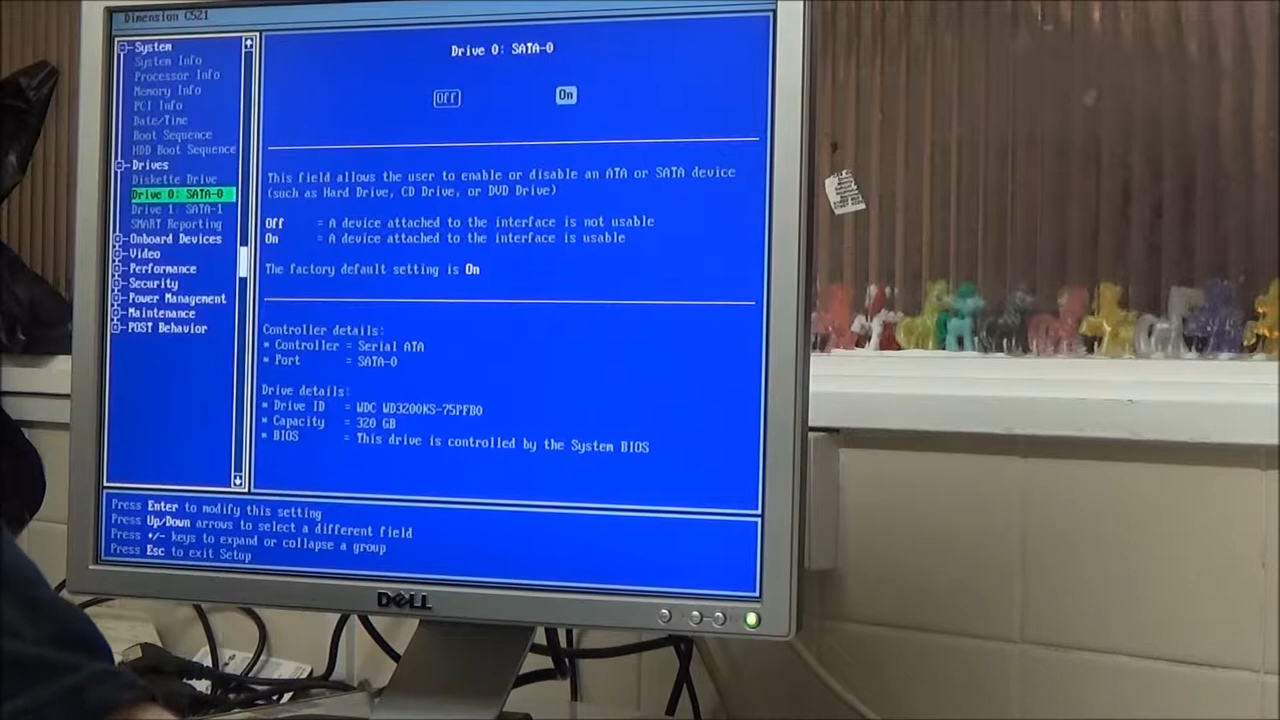 Dimension C521
System
System Info
Processor Info
Memory Info
PCI Info
Date/Time
Boot Sequence
HDD Boot Sequence
Drives
Diskette Drive
Drive 0: SATA-0
Drive 1: SATA-1
SMART Reporting
Onboard Devices
Video
Performance
Security
Power Management
Maintenance
POST Behavior
Drive 0: SATA-0
Off On
This field allows the user to enable or disable an ATA or SATA device
(such as Hard Drive, CD Drive, or DVD Drive)
Off = A device attached to the interface is not usable
On = A device attached to the interface is usable
The factory default setting is On
Controller details:
* Controller = Serial ATA
* Port = SATA-0
Drive details:
* Drive ID = WDC WD3200KS-75PFB0
* Capacity = 320 GB
* BIOS = This drive is controlled by the System BIOS
Press Enter to modify this setting
Press Up/Down arrows to select a different field
Press +/- keys to expand or collapse a group
Press Esc to exit Setup
DELL